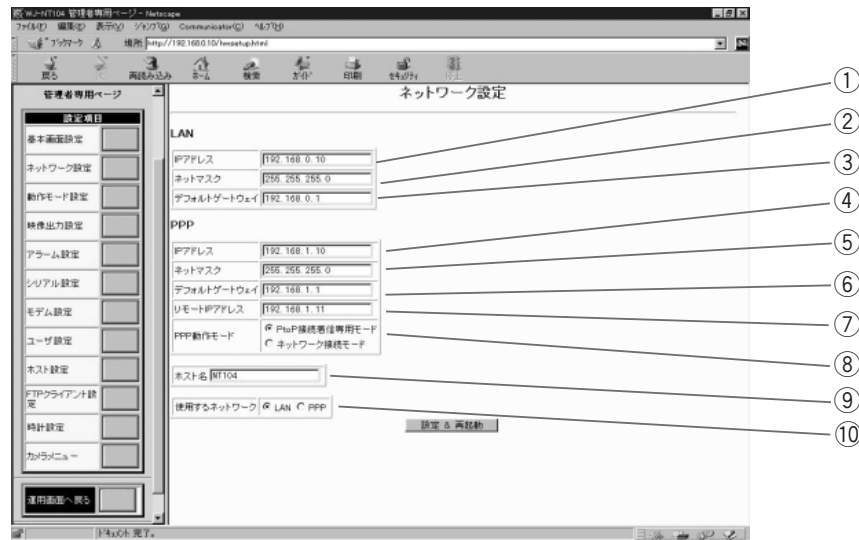 WJ-NT104 管理者専用ページ - Netscape
ファイル(F) 編集(E) 表示(V) ジャンプ(G) Communicator(C) ヘルプ(H)
ブックマーク 場所: http://192.168.0.10/hwsetup.html
戻る 再読み込み ホーム 検索 ガイド 印刷 セキュリティ 停止
管理者専用ページ
設定項目
基本画面設定
ネットワーク設定
動作モード設定
映像出力設定
アラーム設定
シリアル設定
モデム設定
ユーザ設定
ホスト設定
FTPクライアント設定
時計設定
カメラメニュー
運用画面へ戻る
ネットワーク設定
LAN
IPアドレス 192.168.0.10 ①
ネットマスク 255.255.255.0 ②
デフォルトゲートウェイ 192.168.0.1 ③
PPP
IPアドレス 192.168.1.10 ④
ネットマスク 255.255.255.0 ⑤
デフォルトゲートウェイ 192.168.1.1 ⑥
リモートIPアドレス 192.168.1.11 ⑦
PPP動作モード PtoP接続着信専用モード ⑧
ネットワーク接続モード
ホスト名 NT104 ⑨
使用するネットワーク LAN PPP ⑩
設定 & 再起動
ドキュメント: 完了。